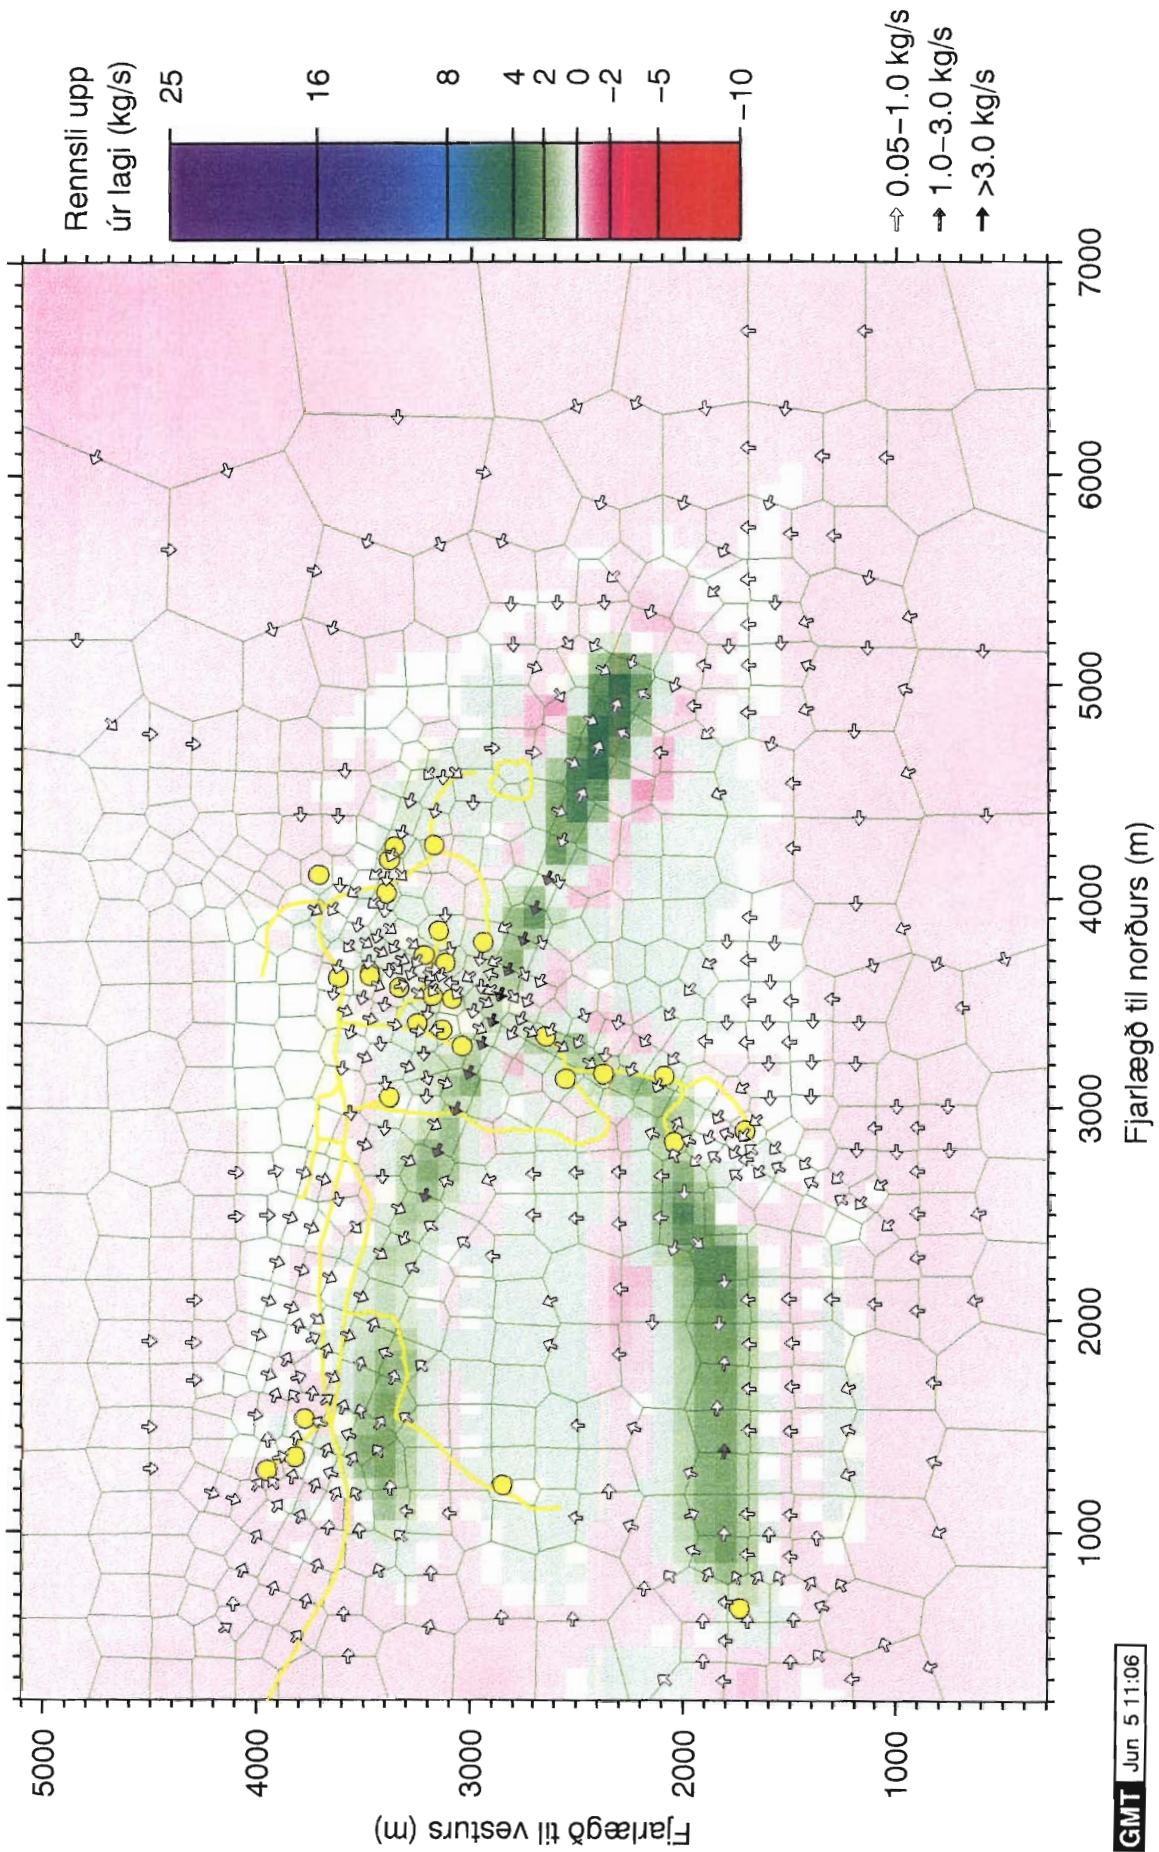 Rennsli upp
úr lagi (kg/s)
25
16
8
4
2
0
−2
−5
−10
0.05−1.0 kg/s
1.0−3.0 kg/s
>3.0 kg/s
5000
4000
3000
2000
1000
Fjarlægð til vesturs (m)
1000
2000
3000
4000
5000
6000
7000
Fjarlægð til norðurs (m)
GMT Jun 5 11:06